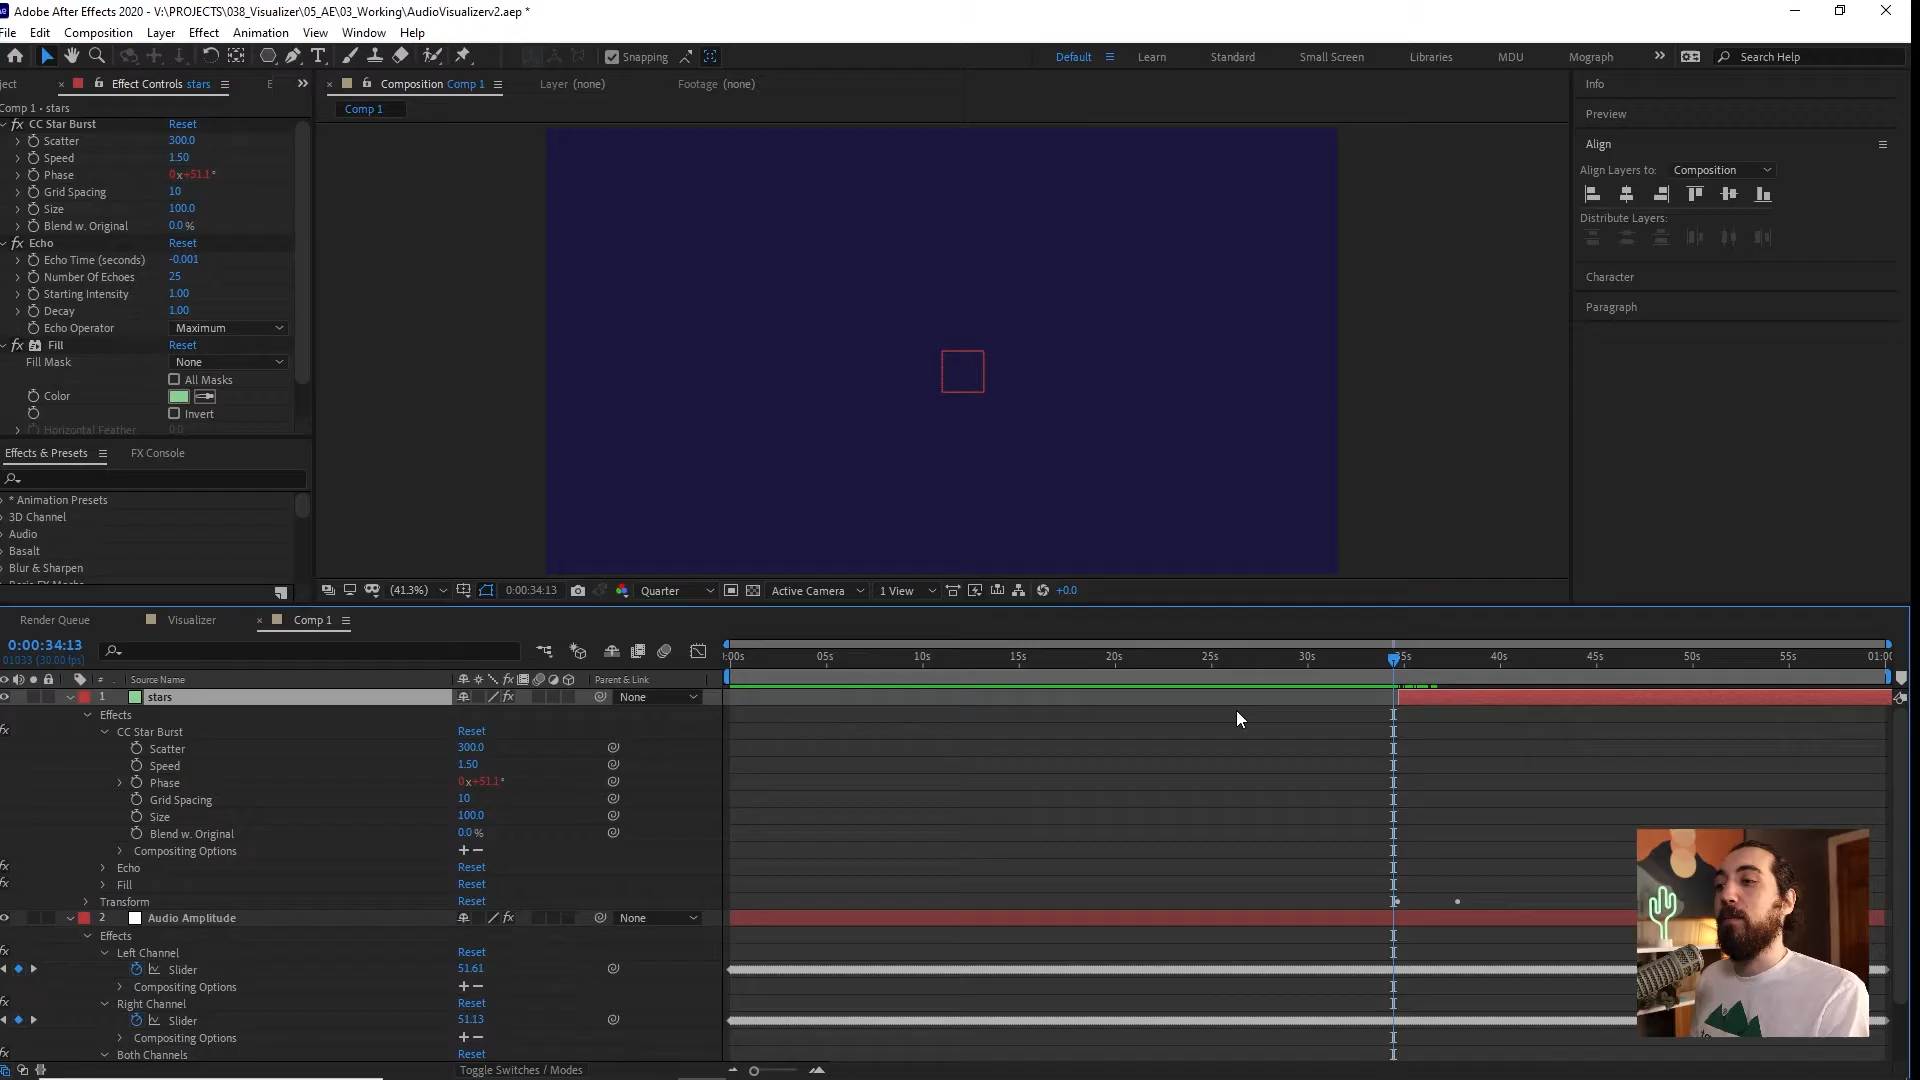 Adobe After Effects 2020 - V:\PROJECTS\038_Visualizer\05_AE\03_Working\AudioVisualizerv2.aep *
File Edit Composition Layer Effect Animation View Window Help
Snapping Default Learn Standard Small Screen Libraries MDU Mograph Search Help
ject Effect Controls stars E Composition Comp 1 Layer (none) Footage (none) Info
Comp 1 • stars Comp 1
fx CC Star Burst Reset
Scatter 300.0
Speed 1.50
Phase 0x+51.1°
Grid Spacing 10
Size 100.0
Blend w. Original 0.0 %
fx Echo Reset
Echo Time (seconds) -0.001
Number Of Echoes 25
Starting Intensity 1.00
Decay 1.00
Echo Operator Maximum
fx Fill Reset
Fill Mask None
All Masks
Color
Invert
Horizontal Feather 0.0
Preview
Align
Align Layers to: Composition
Distribute Layers:
Character
Paragraph
Effects & Presets FX Console
* Animation Presets
3D Channel
Audio
Basalt
Blur & Sharpen
(41.3%) 0:00:34:13 Quarter Active Camera 1 View +0.0
Render Queue Visualizer Comp 1
0:00:34:13
01033 (30.00 fps)
:00s 05s 10s 15s 20s 25s 30s 35s 40s 45s 50s 55s 01:00
# Source Name Parent & Link
1 stars fx None
Effects
fx CC Star Burst Reset
Scatter 300.0
Speed 1.50
Phase 0x+51.1°
Grid Spacing 10
Size 100.0
Blend w. Original 0.0 %
Compositing Options + −
fx Echo Reset
fx Fill Reset
Transform Reset
2 Audio Amplitude fx None
Effects
fx Left Channel Reset
Slider 51.61
Compositing Options + −
fx Right Channel Reset
Slider 51.13
Compositing Options + −
fx Both Channels Reset
Toggle Switches / Modes